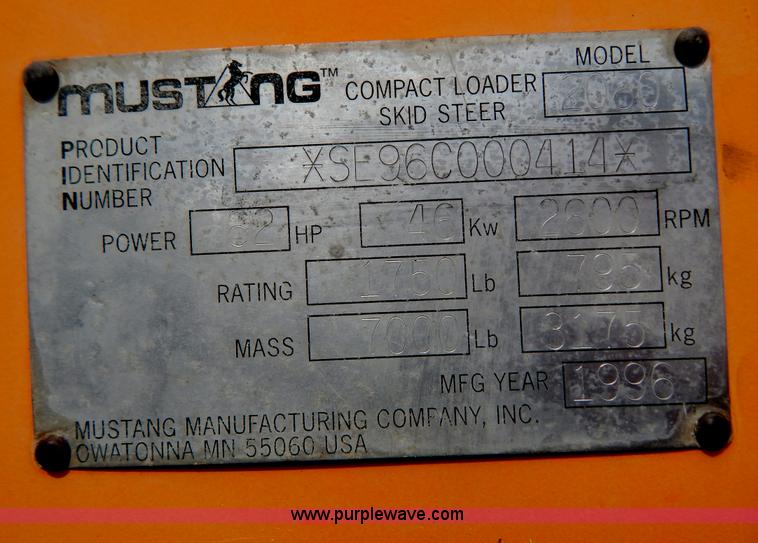 MUSTANG™ COMPACT LOADER SKID STEER
MODEL 2060
PRODUCT IDENTIFICATION NUMBER *SE96C000414*
POWER 62 HP 46 Kw 2800 RPM
RATING 1750 Lb 795 kg
MASS 7000 Lb 3175 kg
MFG YEAR 1996
MUSTANG MANUFACTURING COMPANY, INC.
OWATONNA MN 55060 USA
www.purplewave.com